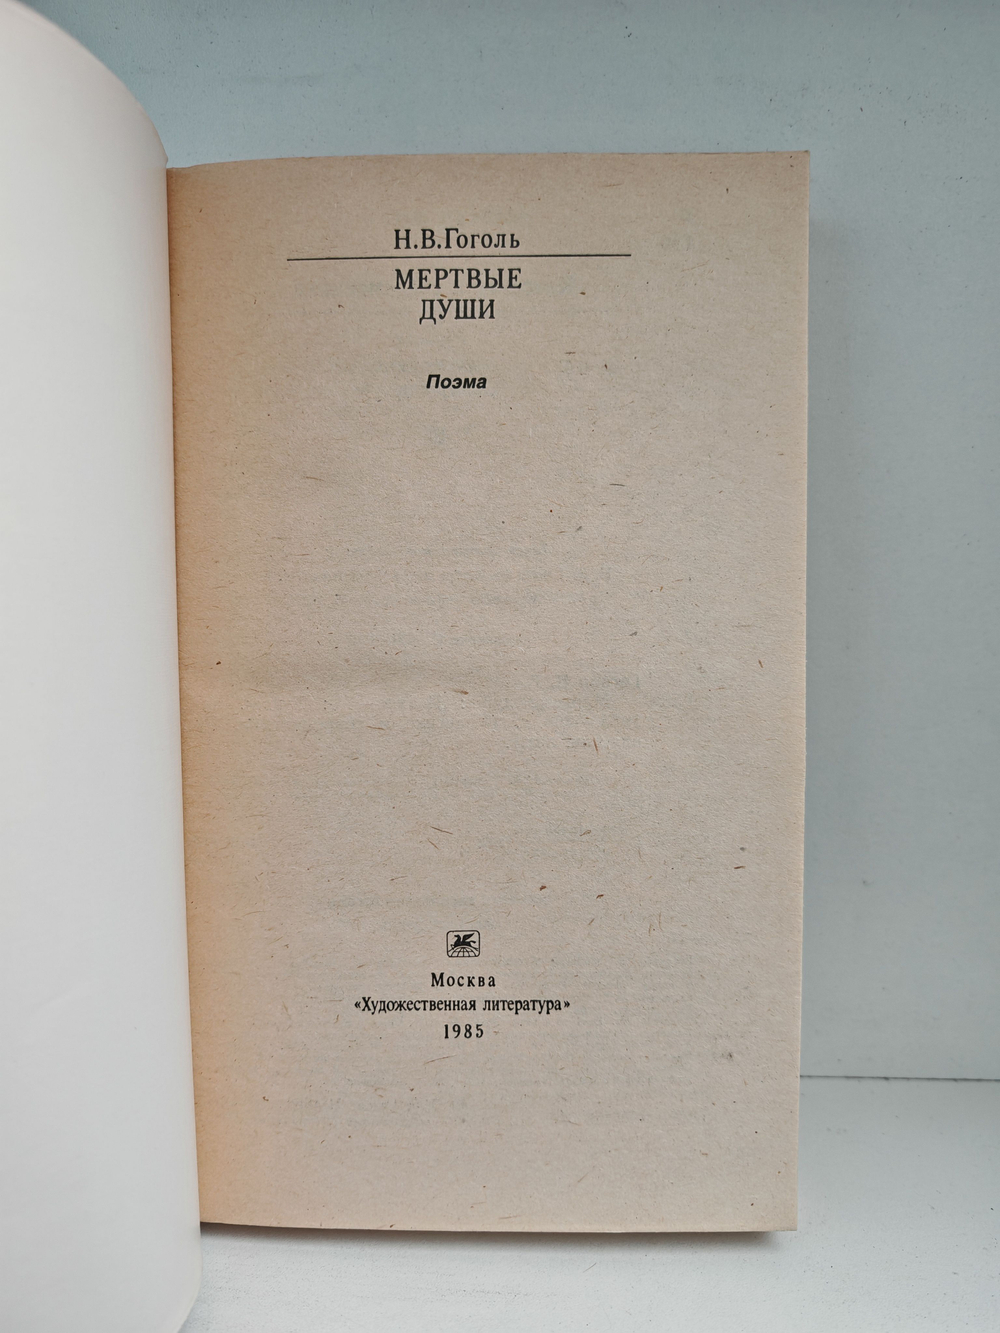 Н.В.Гоголь
МЕРТВЫЕ
ДУШИ
Поэма
Москва
«Художественная литература»
1985